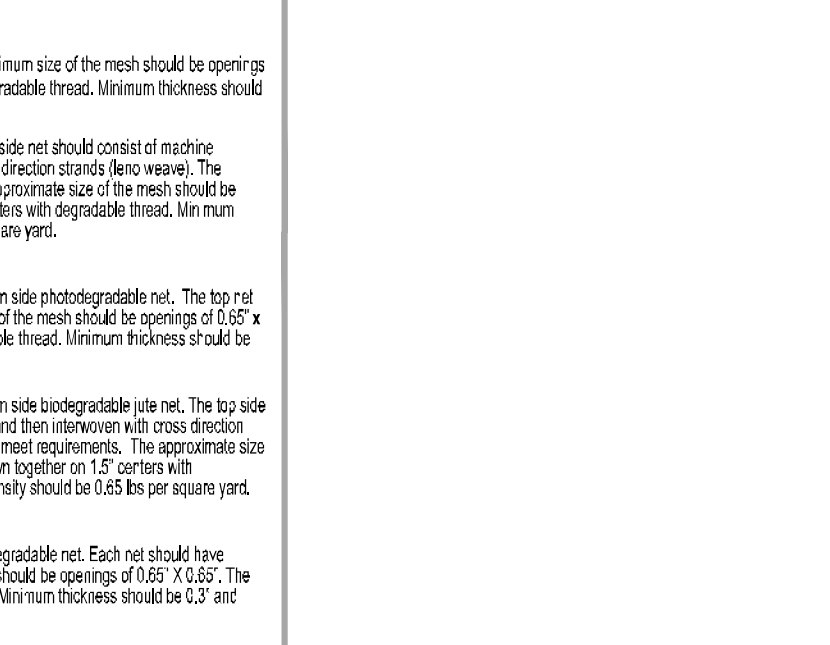 imum size of the mesh should be openings
radable thread. Minimum thickness should
side net should consist of machine
direction strands (leno weave). The
proximate size of the mesh should be
ters with degradable thread. Min mum
are yard.
n side photodegradable net. The top net
of the mesh should be openings of 0.65" x
ble thread. Minimum thickness should be
n side biodegradable jute net. The top side
and then interwoven with cross direction
meet requirements. The approximate size
wn together on 1.5" centers with
nsity should be 0.65 lbs per square yard.
egradable net. Each net should have
should be openings of 0.65" X 0.65". The
Minimum thickness should be 0.3" and